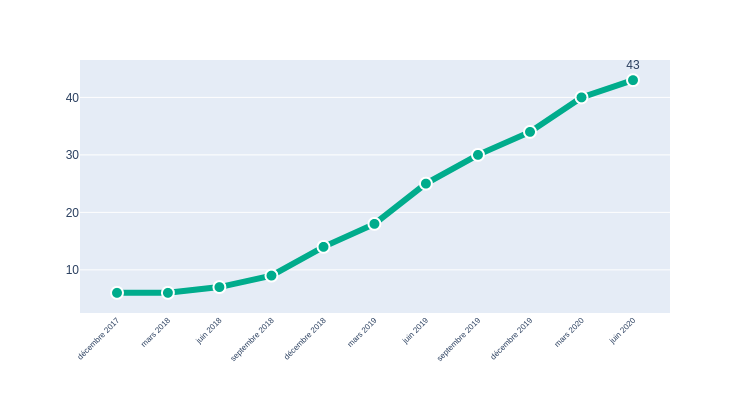 43
40
30
20
10
décembre 2017
mars 2018
juin 2018
septembre 2018
décembre 2018
mars 2019
juin 2019
septembre 2019
décembre 2019
mars 2020
juin 2020